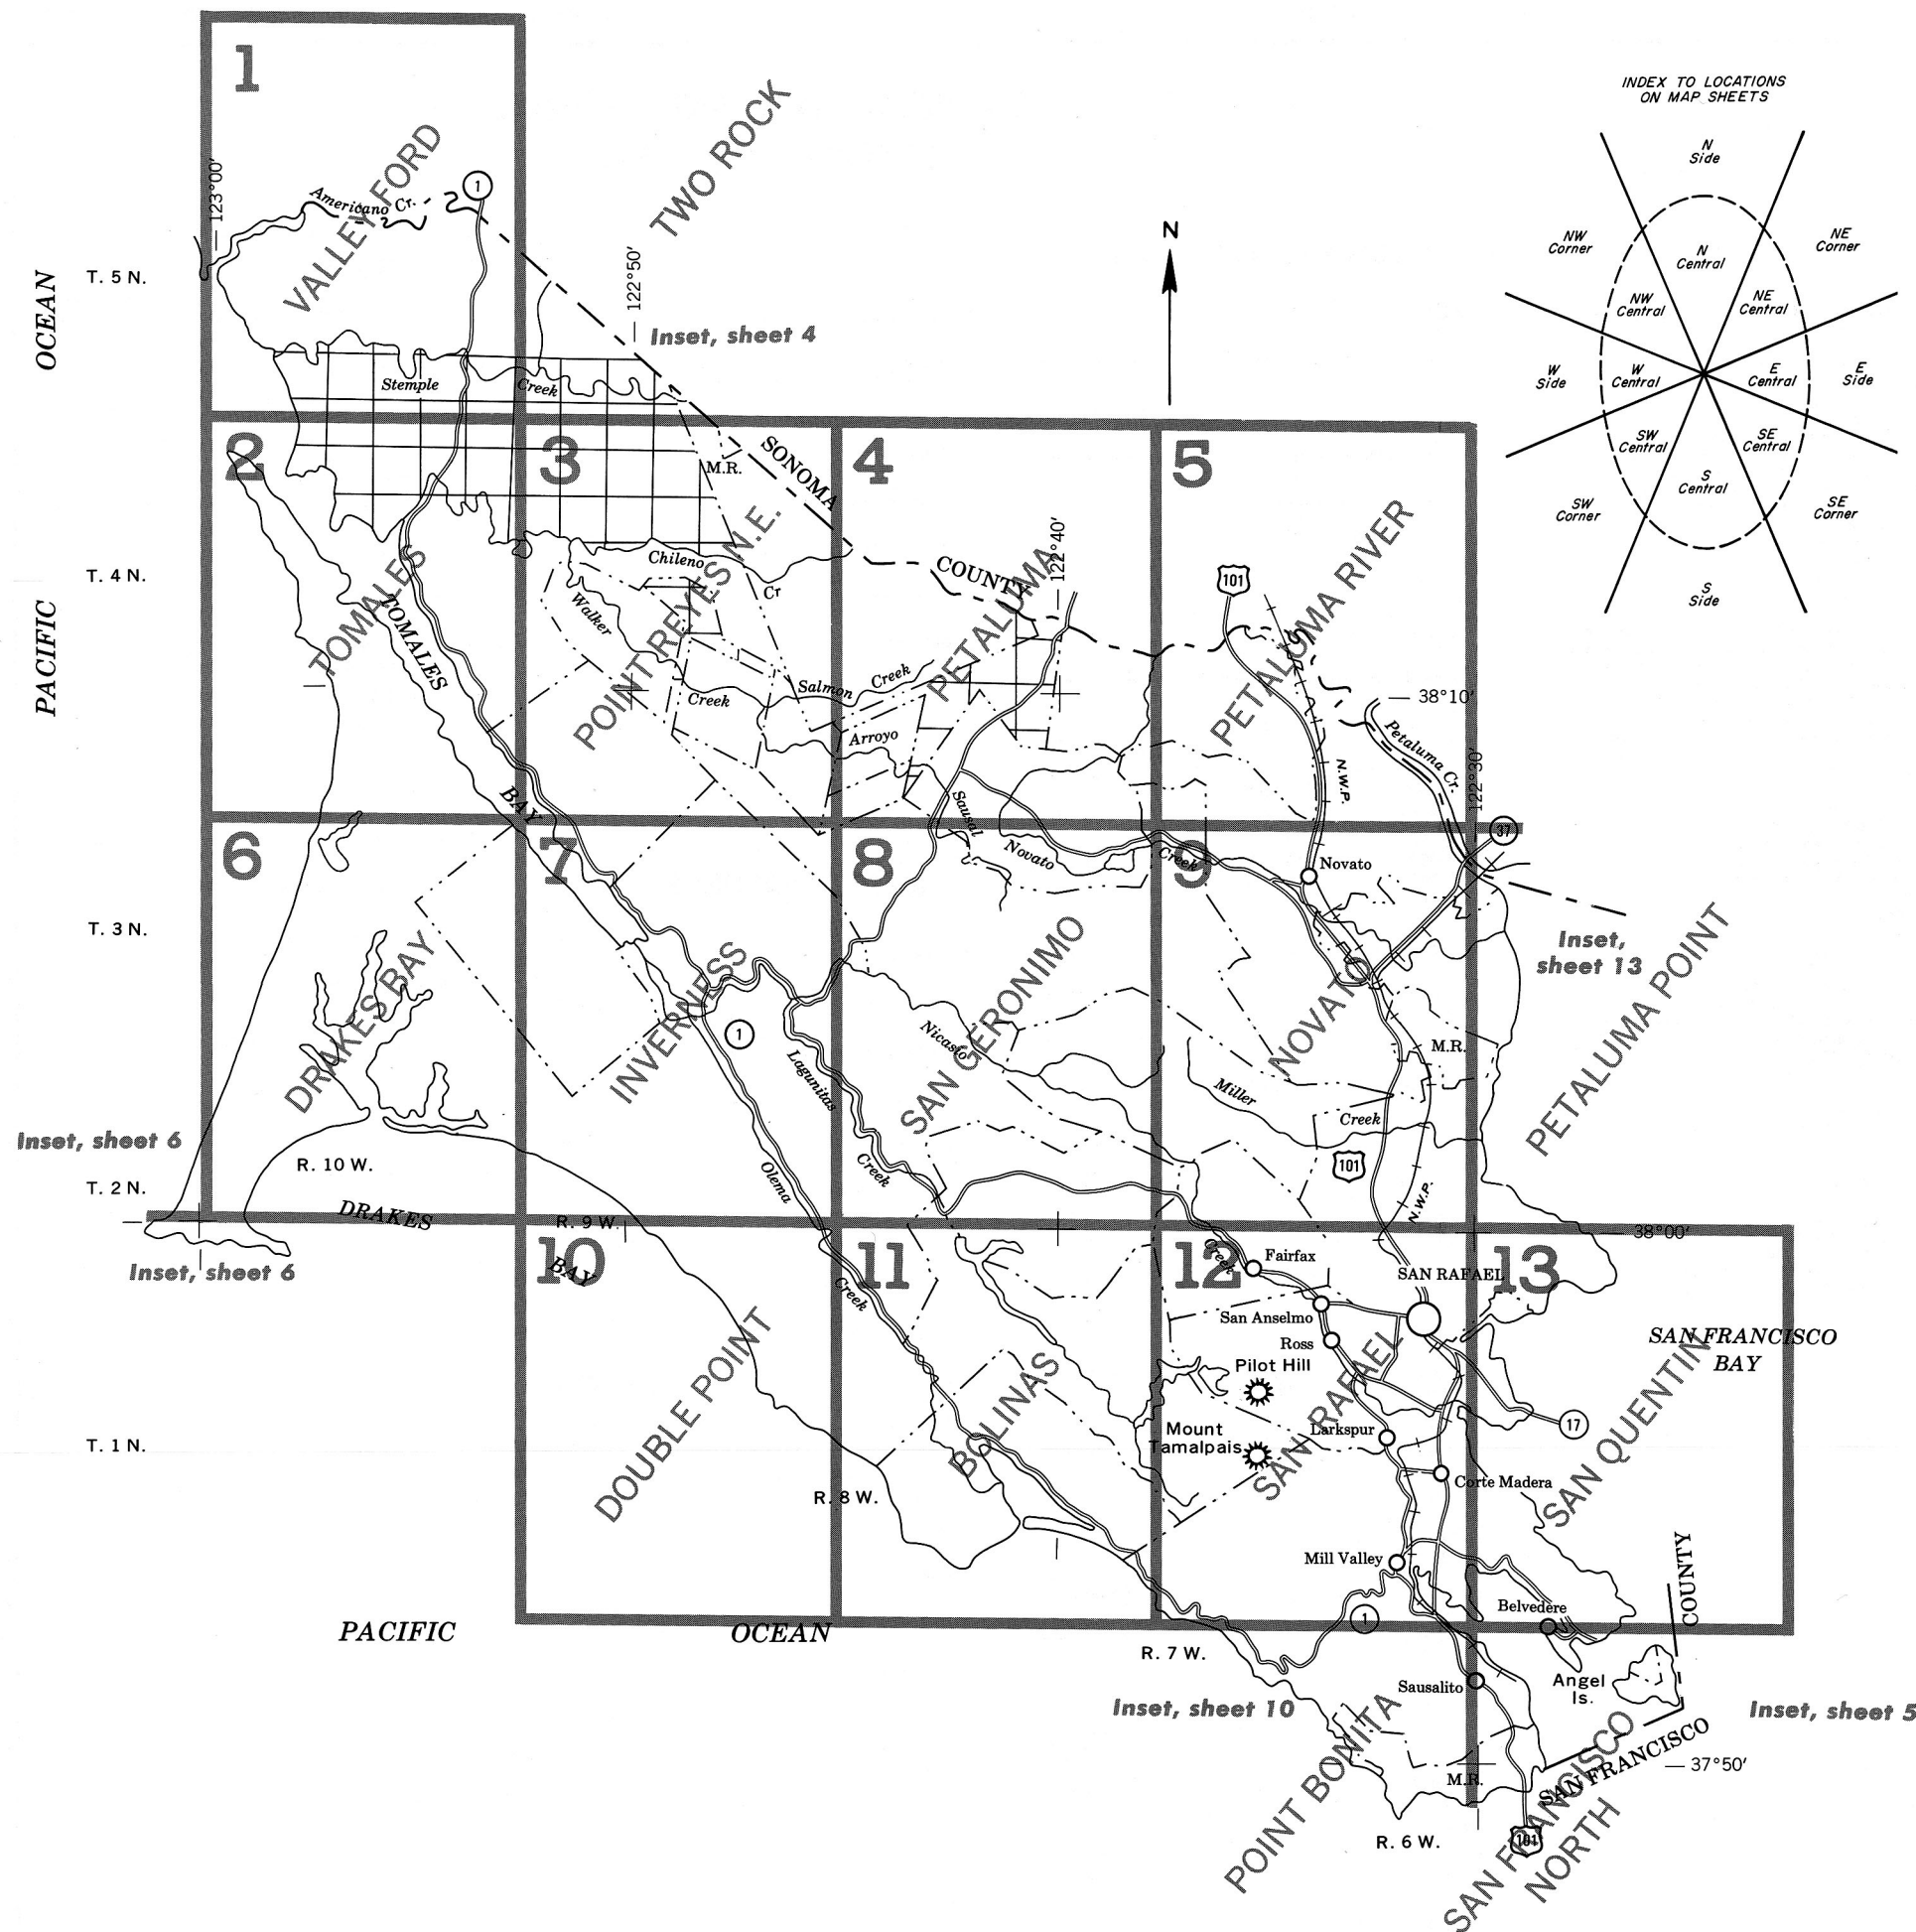 INDEX TO LOCATIONS
ON MAP SHEETS
N
Side
NW
Corner
NE
Corner
N
Central
NW
Central
NE
Central
W
Side
W
Central
E
Central
E
Side
SW
Central
SE
Central
S
Central
SW
Corner
SE
Corner
S
Side
1
VALLEY FORD
TWO ROCK
123°00'
Americano Cr.
1
T. 5 N.
OCEAN
122°50'
Inset, sheet 4
N
Stemple
Creek
2
3
4
5
M.R.
SONOMA
COUNTY
T. 4 N.
PACIFIC
TOMALES
TOMALES
BAY
POINT REYES N.E.
PETALUMA
PETALUMA RIVER
Chileno
Cr
Walker
Creek
Salmon
Creek
Arroyo
Sausal
122°40'
101
38°10'
Petaluma Cr.
N.W.P.
122°30'
37
6
7
8
9
Novato
Creek
Novato
T. 3 N.
DRAKES BAY
INVERNESS
SAN GERONIMO
NOVATO
PETALUMA POINT
Inset,
sheet 13
1
Lagunitas
Creek
Nicasio
Miller
Creek
M.R.
101
N.W.P.
Olema
Creek
Inset, sheet 6
R. 10 W.
T. 2 N.
DRAKES
BAY
R. 9 W.
38°00'
Inset, sheet 6
10
11
12
13
Creek
Fairfax
SAN RAFAEL
San Anselmo
Ross
Pilot Hill
SAN FRANCISCO
BAY
Mount
Tamalpais
Larkspur
17
Corte Madera
T. 1 N.
DOUBLE POINT
BOLINAS
SAN RAFAEL
SAN QUENTIN
R. 8 W.
Mill Valley
Belvedere
COUNTY
1
PACIFIC
OCEAN
R. 7 W.
Angel
Is.
Sausalito
Inset, sheet 10
Inset, sheet 5
POINT BONITA
M.R.
SAN FRANCISCO
37°50'
SAN FRANCISCO
NORTH
R. 6 W.
101